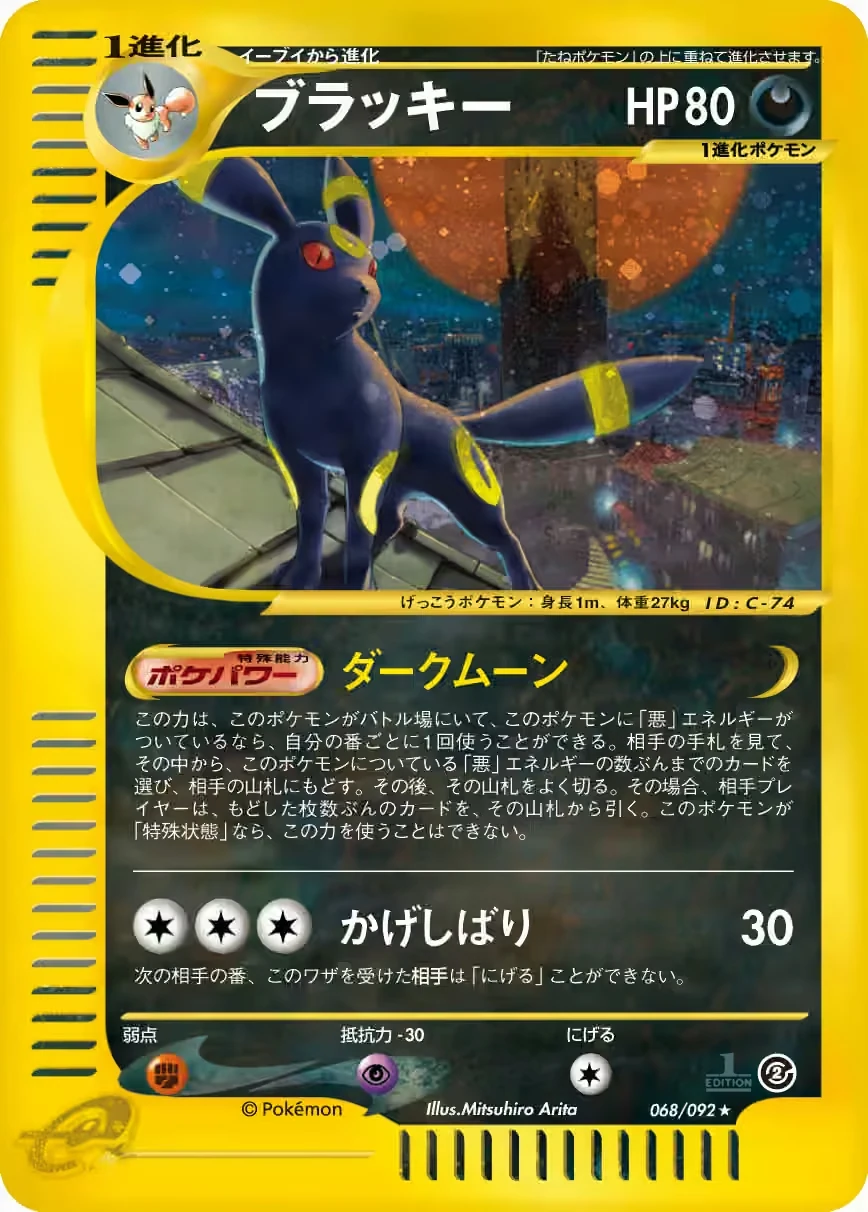 1進化
イーブイから進化
「たねポケモン」の上に重ねて進化させます。
ブラッキー HP80
1進化ポケモン
げっこうポケモン：身長1m、体重27kg ID：C-74
特殊能力
ポケパワー ダークムーン
この力は、このポケモンがバトル場にいて、このポケモンに「悪」エネルギーが
ついているなら、自分の番ごとに1回使うことができる。相手の手札を見て、
その中から、このポケモンについている「悪」エネルギーの数ぶんまでのカードを
選び、相手の山札にもどす。その後、その山札をよく切る。その場合、相手プレ
イヤーは、もどした枚数ぶんのカードを、その山札から引く。このポケモンが
「特殊状態」なら、この力を使うことはできない。
かげしばり 30
次の相手の番、このワザを受けた相手は「にげる」ことができない。
弱点 抵抗力 -30 にげる
1
EDITION
2
© Pokémon Illus.Mitsuhiro Arita 068/092★